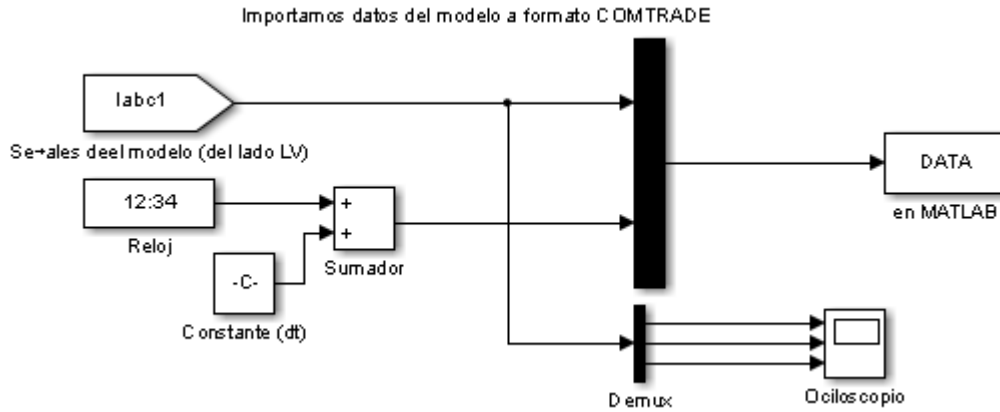 Importamos datos del modelo a formato COMTRADE
Iabc1
Se→ales deel modelo (del lado LV)
12:34
Reloj
+
+
Sumador
-C-
Constante (dt)
DATA
en MATLAB
Demux
Ociloscopio